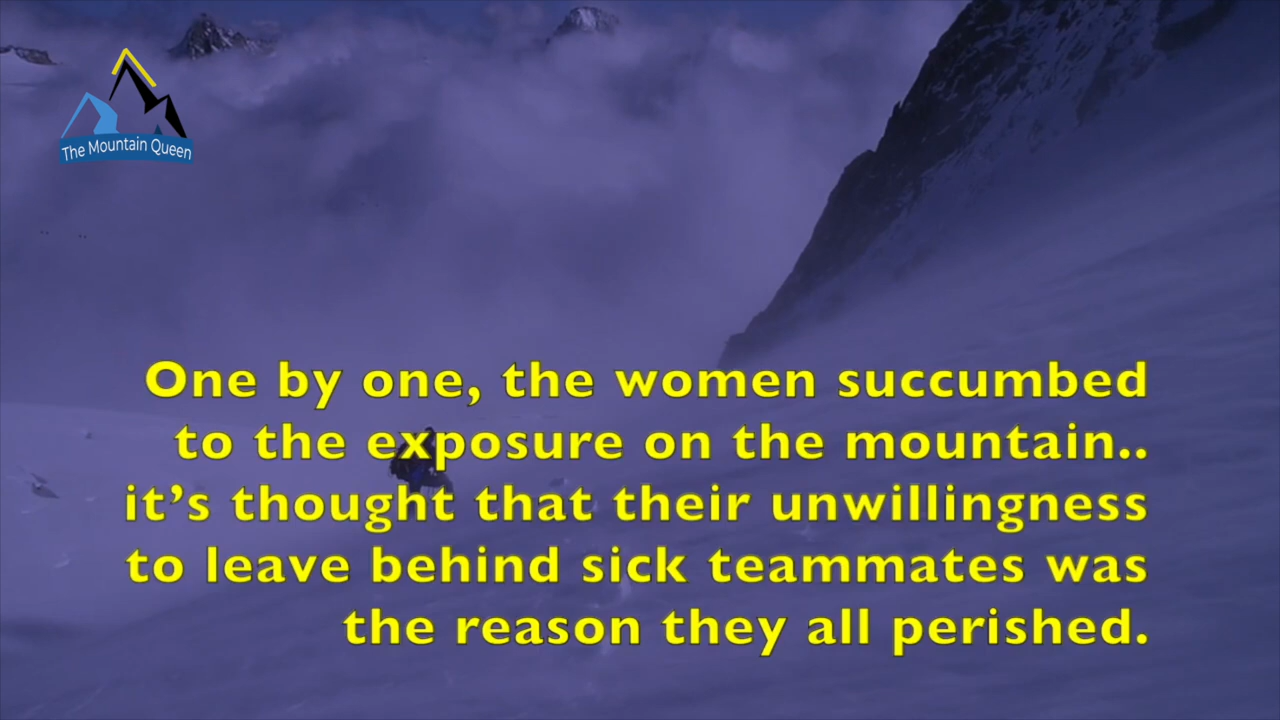 The Mountain Queen
One by one, the women succumbed
to the exposure on the mountain..
it’s thought that their unwillingness
to leave behind sick teammates was
the reason they all perished.